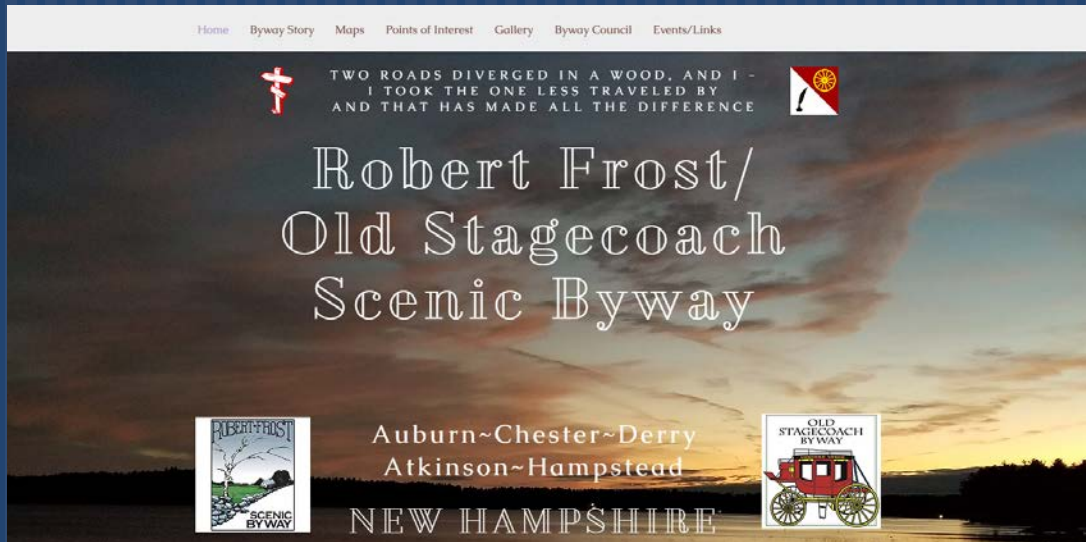 Home Byway Story Maps Points of Interest Gallery Byway Council Events/Links
TWO ROADS DIVERGED IN A WOOD, AND I -
I TOOK THE ONE LESS TRAVELED BY
AND THAT HAS MADE ALL THE DIFFERENCE
Robert Frost/
Old Stagecoach
Scenic Byway
ROBERT·FROST
SCENIC
BYWAY
Auburn~Chester~Derry
Atkinson~Hampstead
NEW HAMPSHIRE
OLD
STAGECOACH
BYWAY